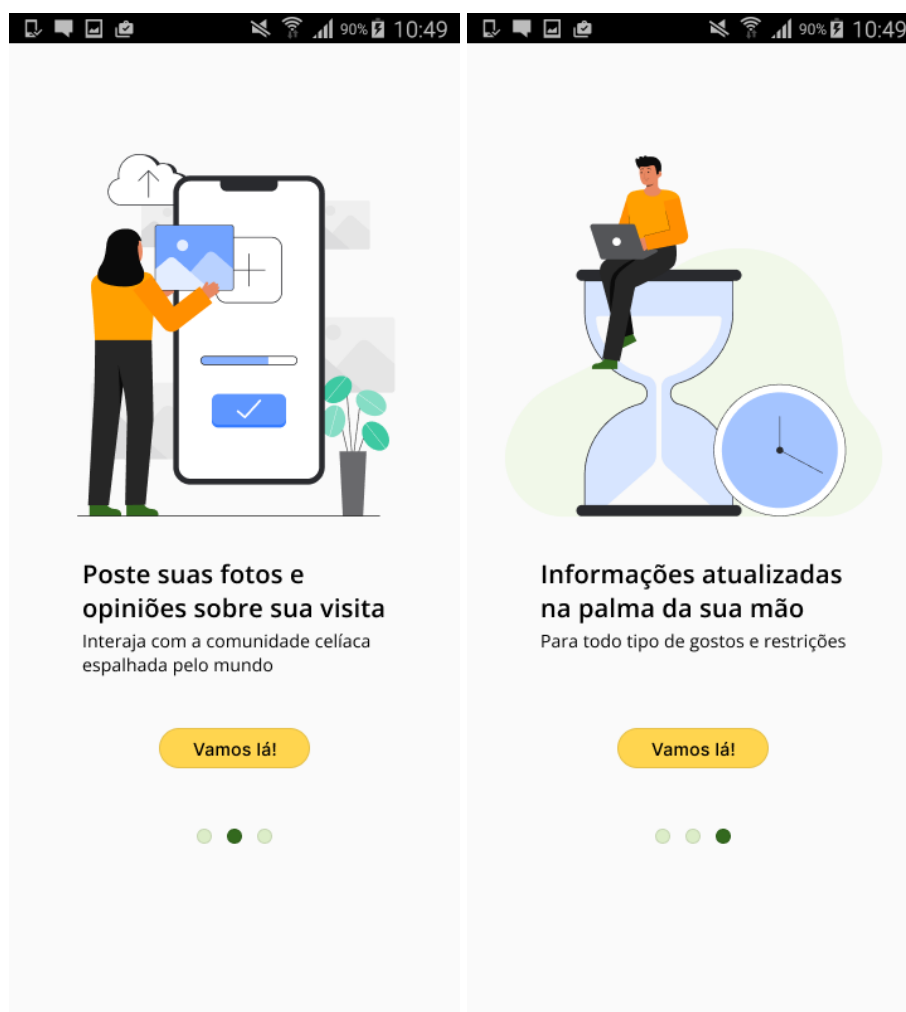 90% 10:49
Poste suas fotos e
opiniões sobre sua visita
Interaja com a comunidade celíaca
espalhada pelo mundo
Vamos lá!
90% 10:49
Informações atualizadas
na palma da sua mão
Para todo tipo de gostos e restrições
Vamos lá!